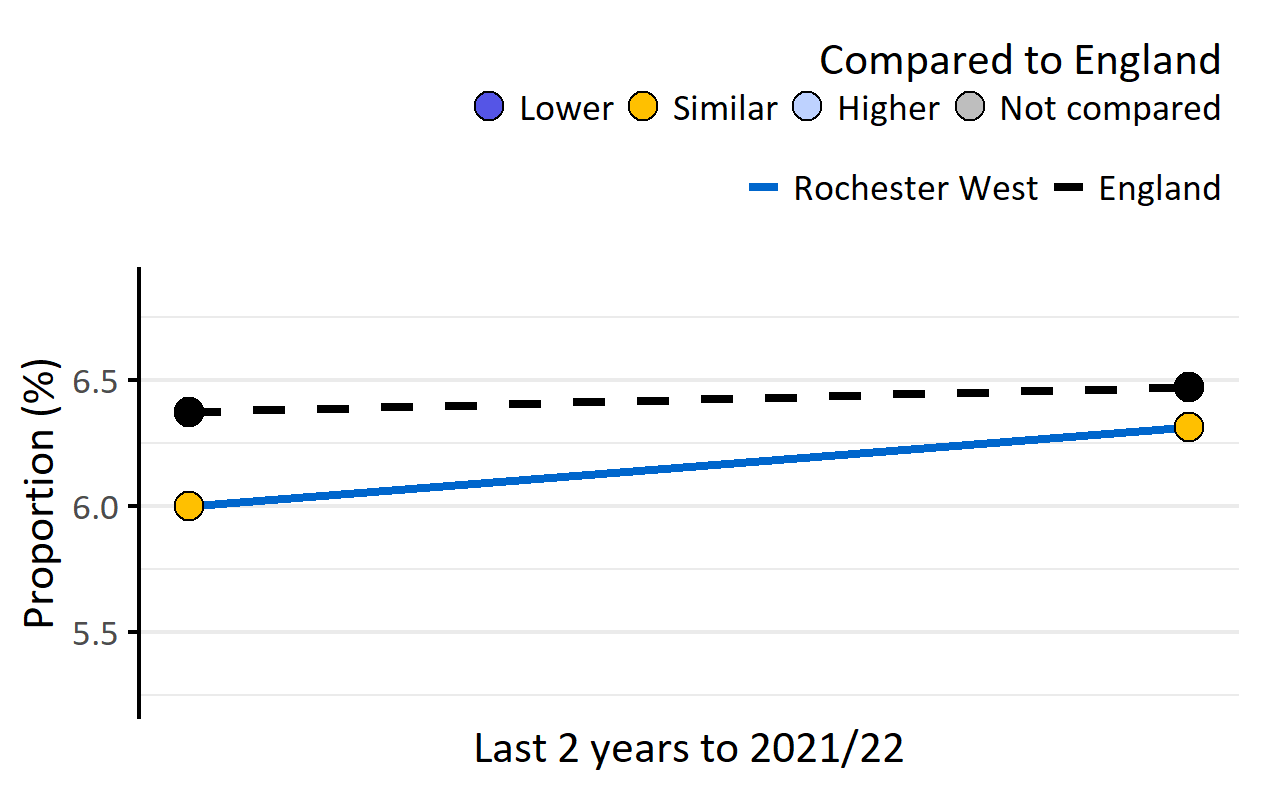 Compared to England
Lower Similar Higher Not compared
Rochester West England
Proportion (%)
6.5
6.0
5.5
Last 2 years to 2021/22